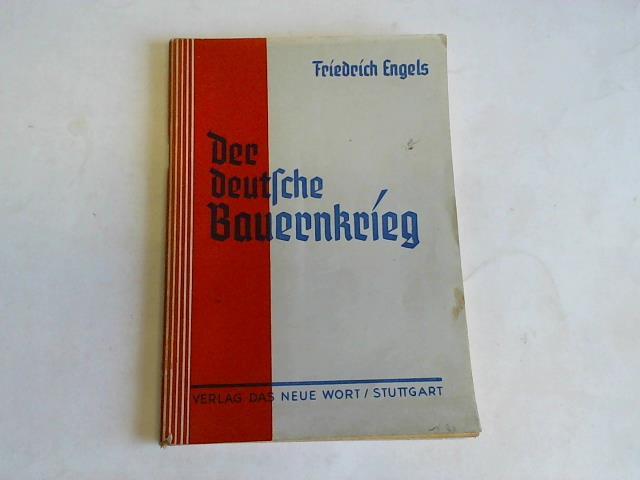 Friedrich Engels
Der
deutſche
Bauernkrieg
VERLAG DAS NEUE WORT / STUTTGART